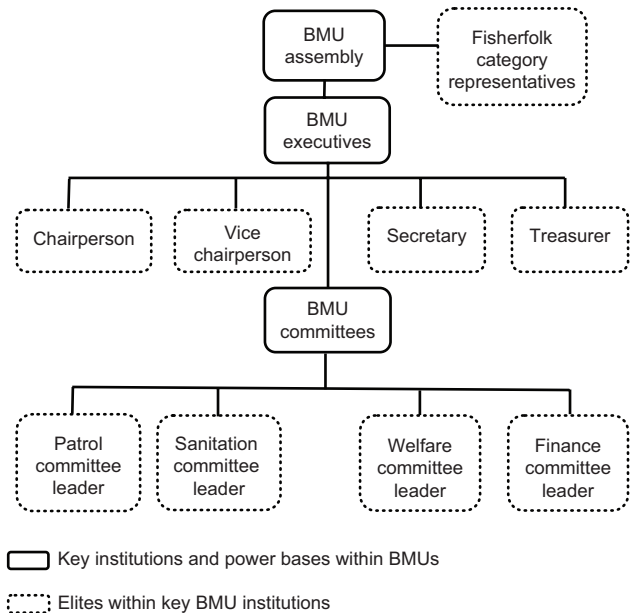 BMU
assembly
Fisherfolk
category
representatives
BMU
executives
Chairperson
Vice
chairperson
Secretary
Treasurer
BMU
committees
Patrol
committee
leader
Sanitation
committee
leader
Welfare
committee
leader
Finance
committee
leader
Key institutions and power bases within BMUs
Elites within key BMU institutions